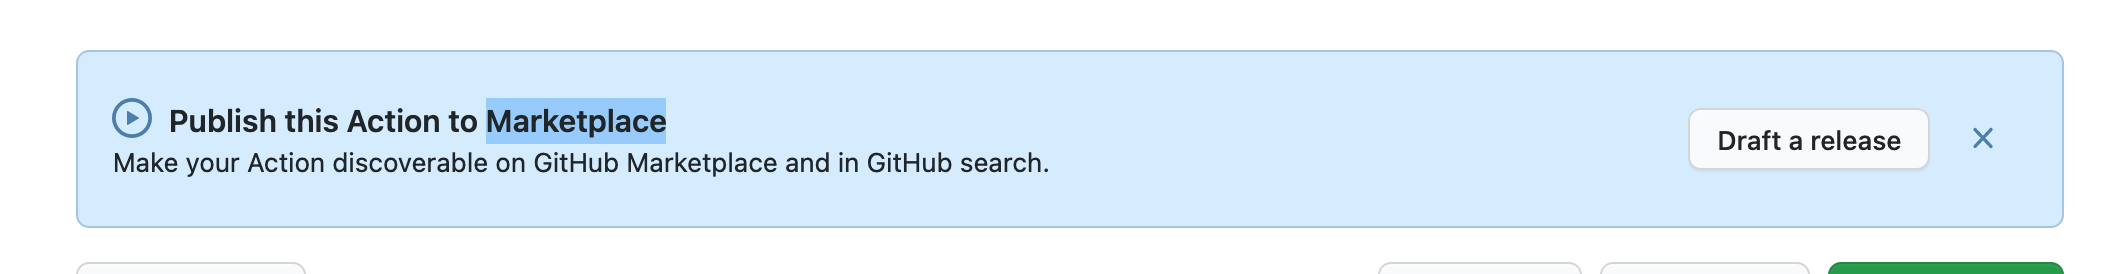 Publish this Action to Marketplace
Make your Action discoverable on GitHub Marketplace and in GitHub search.
Draft a release